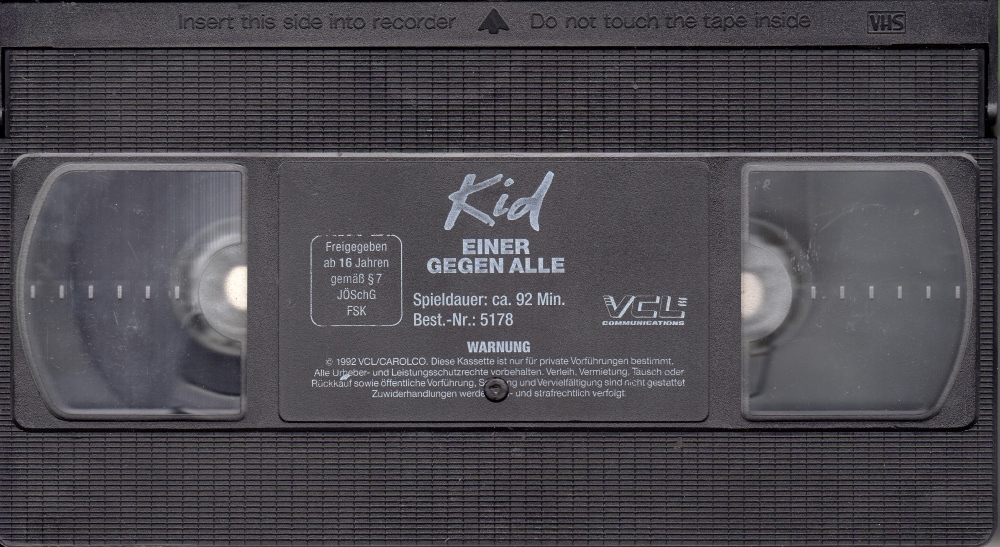 Insert this side into recorder ▲ Do not touch the tape inside VHS
Kid
EINER
GEGEN ALLE
Freigegeben
ab 16 Jahren
gemäß § 7
JÖSchG
FSK
Spieldauer: ca. 92 Min.
Best.-Nr.: 5178
VCL
COMMUNICATIONS
WARNUNG
© 1992 VCL/CAROLCO. Diese Kassette ist nur für private Vorführungen bestimmt.
Alle Urheber- und Leistungsschutzrechte vorbehalten. Verleih, Vermietung, Tausch oder
Rückkauf sowie öffentliche Vorführung, und Vervielfältigung sind nicht gestattet
Zuwiderhandlungen und strafrechtlich verfolgt